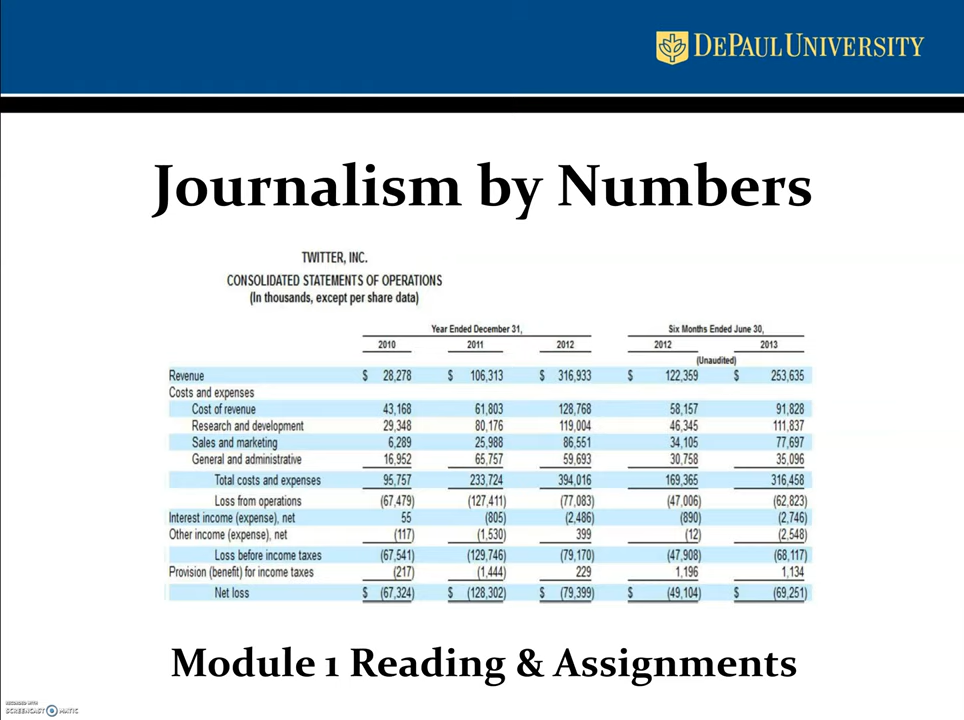 DEPAUL UNIVERSITY
Journalism by Numbers
TWITTER, INC.
CONSOLIDATED STATEMENTS OF OPERATIONS
(In thousands, except per share data)
Year Ended December 31, Six Months Ended June 30,
2010 2011 2012 2012 2013
(Unaudited)
Revenue $ 28,278 $ 106,313 $ 316,933 $ 122,359 $ 253,635
Costs and expenses
Cost of revenue 43,168 61,803 128,768 58,157 91,828
Research and development 29,348 80,176 119,004 46,345 111,837
Sales and marketing 6,289 25,988 86,551 34,105 77,697
General and administrative 16,952 65,757 59,693 30,758 35,096
Total costs and expenses 95,757 233,724 394,016 169,365 316,458
Loss from operations (67,479) (127,411) (77,083) (47,006) (62,823)
Interest income (expense), net 55 (805) (2,486) (890) (2,746)
Other income (expense), net (117) (1,530) 399 (12) (2,548)
Loss before income taxes (67,541) (129,746) (79,170) (47,908) (68,117)
Provision (benefit) for income taxes (217) (1,444) 229 1,196 1,134
Net loss $ (67,324) $ (128,302) $ (79,399) $ (49,104) $ (69,251)
Module 1 Reading & Assignments
RECORDED WITH
SCREENCAST MATIC